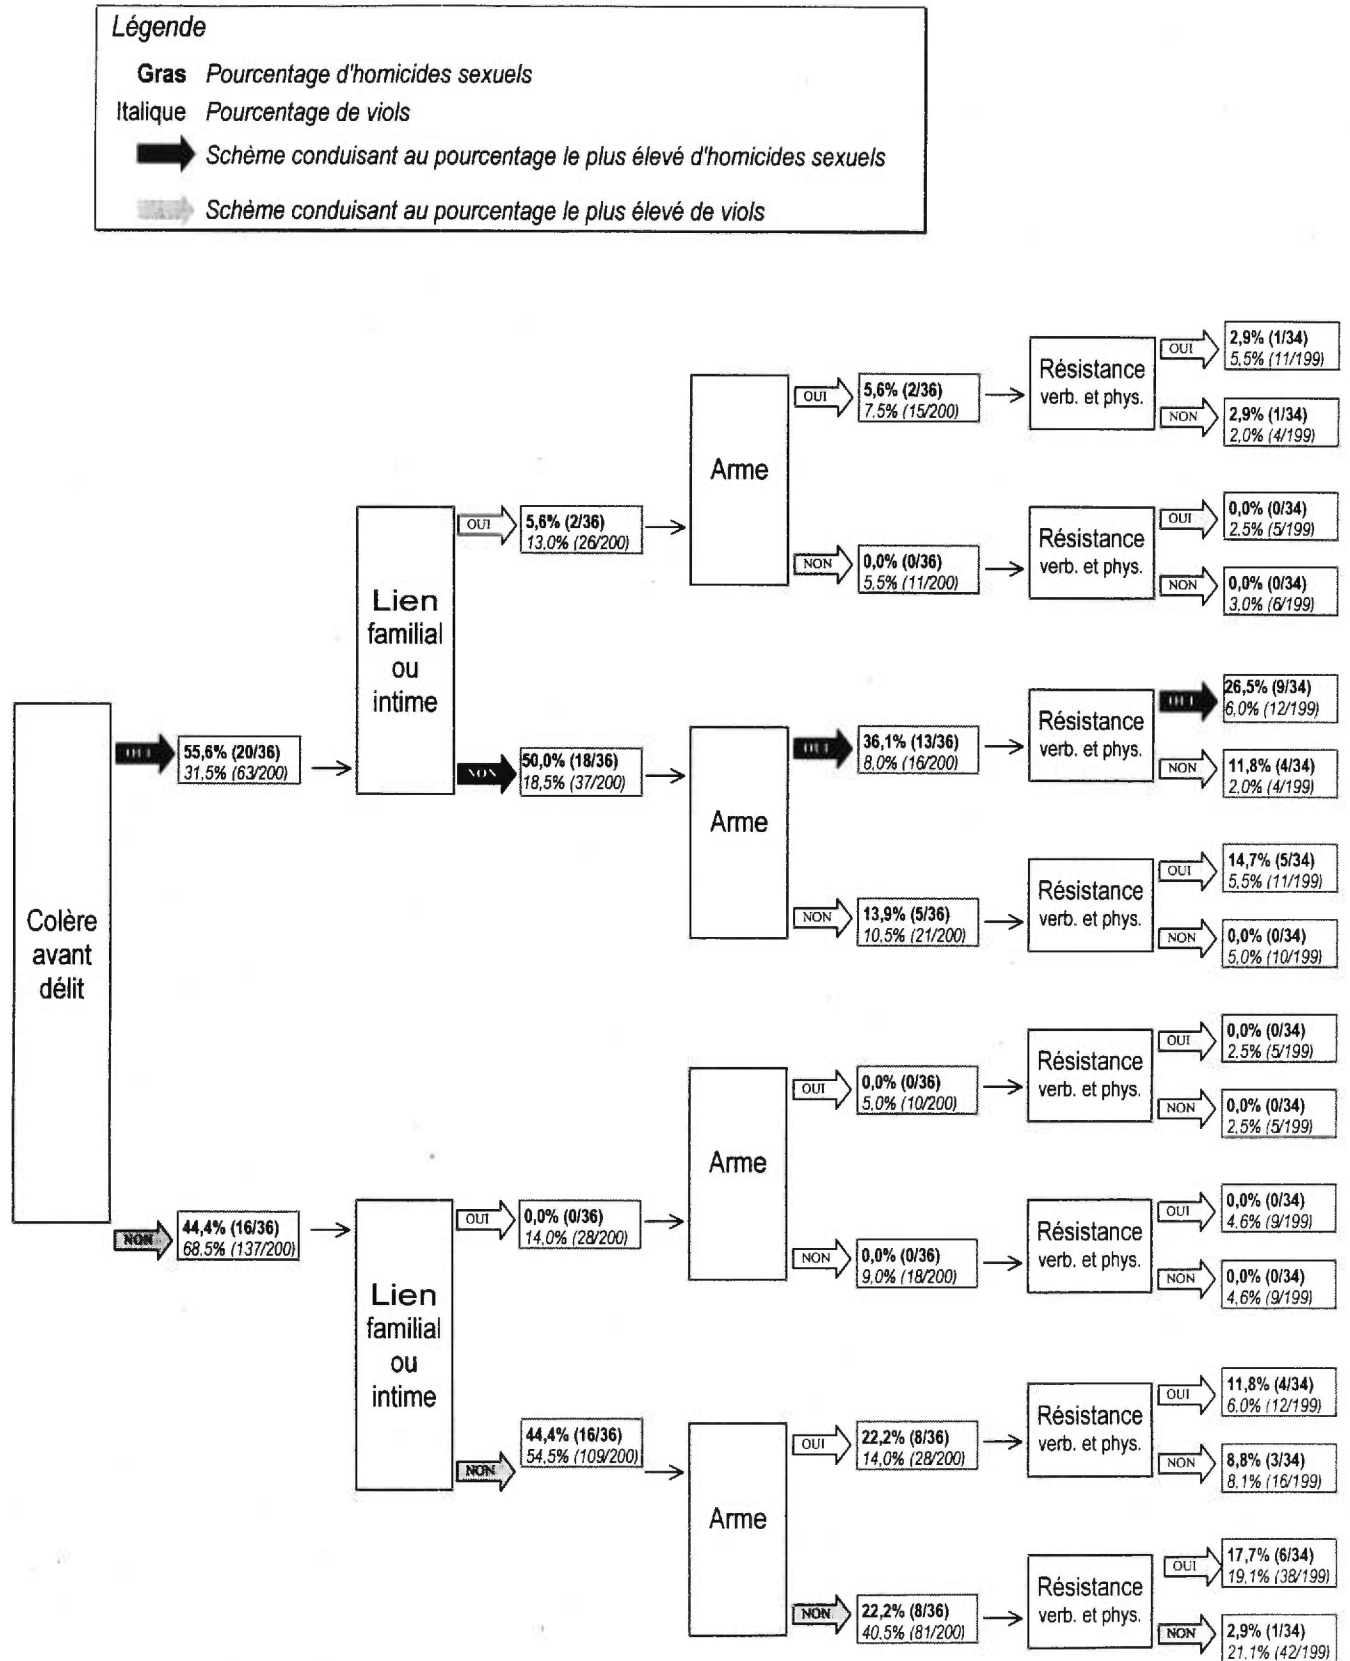 Légende
Gras Pourcentage d'homicides sexuels
Italique Pourcentage de viols
Schème conduisant au pourcentage le plus élevé d'homicides sexuels
Schème conduisant au pourcentage le plus élevé de viols
Colère
avant
délit
OUI
55,6% (20/36)
31,5% (63/200)
NON
44,4% (16/36)
68,5% (137/200)
Lien
familial
ou
intime
OUI
5,6% (2/36)
13,0% (26/200)
NON
50,0% (18/36)
18,5% (37/200)
Lien
familial
ou
intime
OUI
0,0% (0/36)
14,0% (28/200)
NON
44,4% (16/36)
54,5% (109/200)
Arme
OUI
5,6% (2/36)
7,5% (15/200)
NON
0,0% (0/36)
5,5% (11/200)
Arme
OUI
36,1% (13/36)
8,0% (16/200)
NON
13,9% (5/36)
10,5% (21/200)
Arme
OUI
0,0% (0/36)
5,0% (10/200)
NON
0,0% (0/36)
9,0% (18/200)
Arme
OUI
22,2% (8/36)
14,0% (28/200)
NON
22,2% (8/36)
40,5% (81/200)
Résistance
verb. et phys.
OUI
2,9% (1/34)
5,5% (11/199)
NON
2,9% (1/34)
2,0% (4/199)
Résistance
verb. et phys.
OUI
0,0% (0/34)
2,5% (5/199)
NON
0,0% (0/34)
3,0% (6/199)
Résistance
verb. et phys.
OUI
26,5% (9/34)
6,0% (12/199)
NON
11,8% (4/34)
2,0% (4/199)
Résistance
verb. et phys.
OUI
14,7% (5/34)
5,5% (11/199)
NON
0,0% (0/34)
5,0% (10/199)
Résistance
verb. et phys.
OUI
0,0% (0/34)
2,5% (5/199)
NON
0,0% (0/34)
2,5% (5/199)
Résistance
verb. et phys.
OUI
0,0% (0/34)
4,6% (9/199)
NON
0,0% (0/34)
4,6% (9/199)
Résistance
verb. et phys.
OUI
11,8% (4/34)
6,0% (12/199)
NON
8,8% (3/34)
8,1% (16/199)
Résistance
verb. et phys.
OUI
17,7% (6/34)
19,1% (38/199)
NON
2,9% (1/34)
21,1% (42/199)